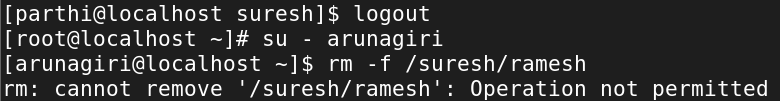 [parthi@localhost suresh]$ logout
[root@localhost ~]# su - arunagiri
[arunagiri@localhost ~]$ rm -f /suresh/ramesh
rm: cannot remove '/suresh/ramesh': Operation not permitted